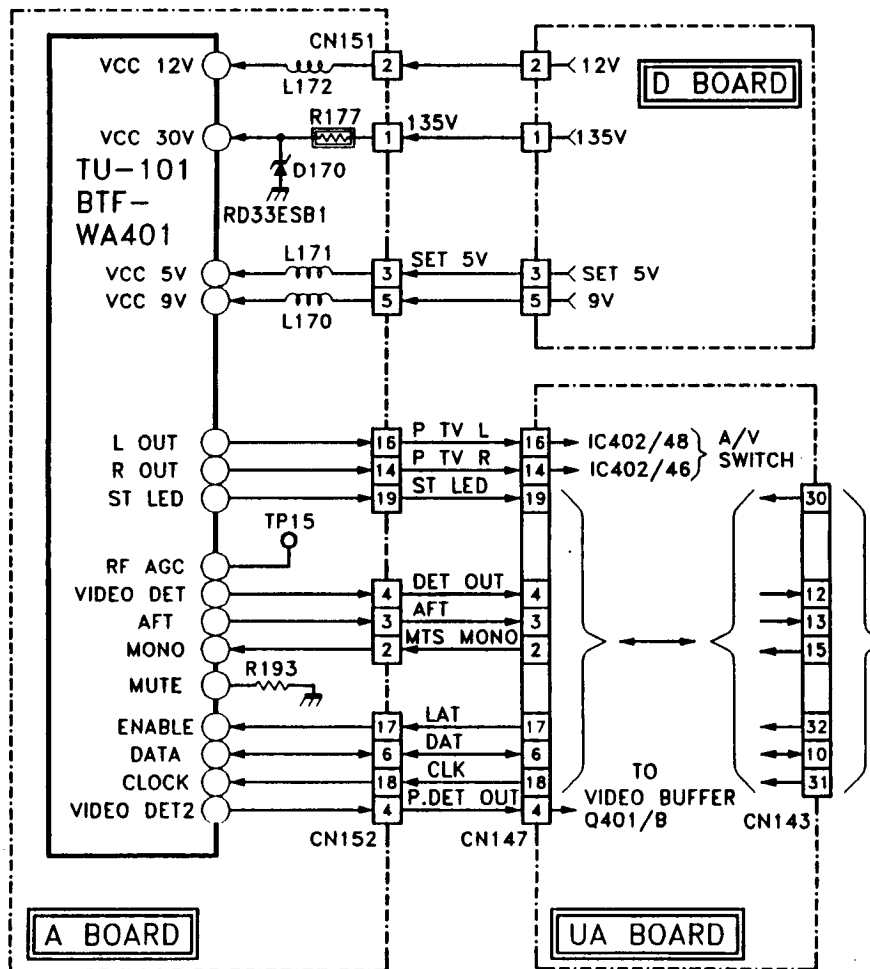 CN151
VCC 12V 2 2 12V
L172
D BOARD
R177
VCC 30V 1 135V 1 135V
TU-101
BTF-
WA401
D170
RD33ESB1
L171
VCC 5V 3 SET 5V 3 SET 5V
VCC 9V 5 5 9V
L170
L OUT 16 P TV L 16 IC402/48
R OUT 14 P TV R 14 IC402/46
A/V
SWITCH
ST LED 19 ST LED 19 30
TP15
RF AGC
VIDEO DET 4 DET OUT 4 12
AFT 3 AFT 3 13
MONO 2 MTS MONO 2 15
MUTE R193
ENABLE 17 LAT 17 32
DATA 6 DAT 6 10
CLOCK 18 CLK 18 31
VIDEO DET2 4 P.DET OUT 4
TO
VIDEO BUFFER
Q401/B
CN152 CN147 CN143
A BOARD
UA BOARD